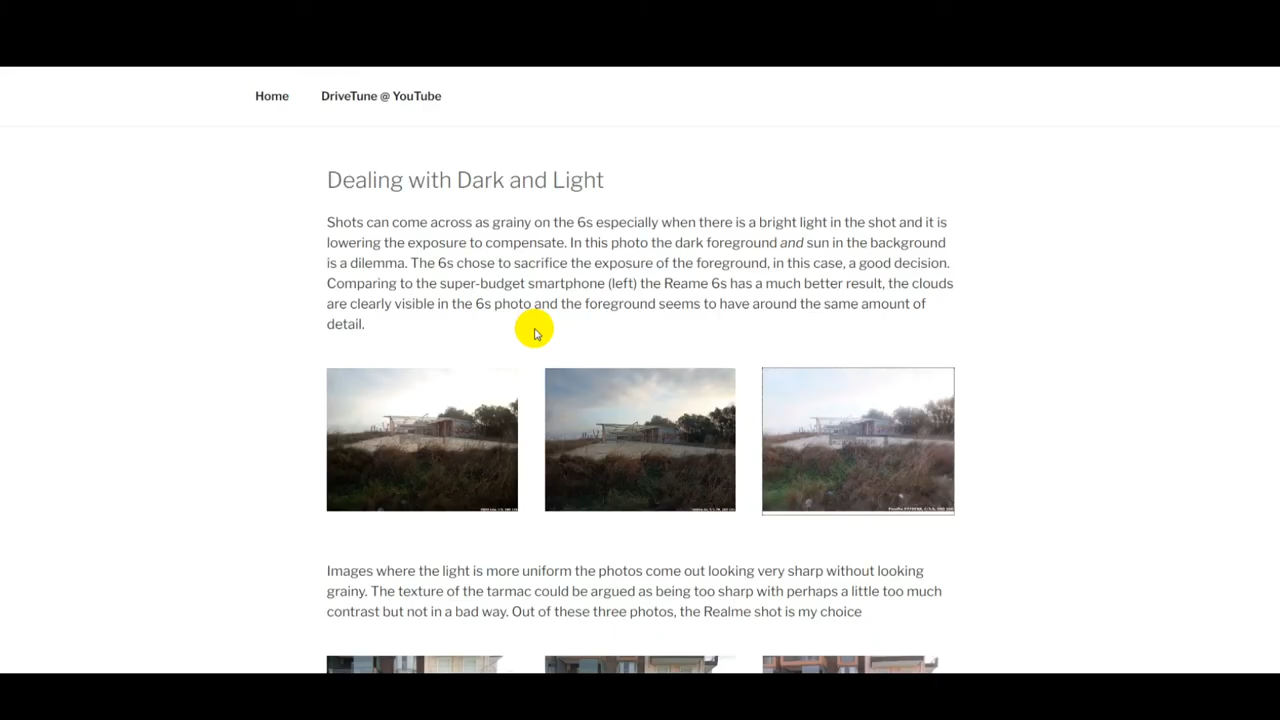 Home DriveTune @ YouTube
Dealing with Dark and Light
Shots can come across as grainy on the 6s especially when there is a bright light in the shot and it is
lowering the exposure to compensate. In this photo the dark foreground and sun in the background
is a dilemma. The 6s chose to sacrifice the exposure of the foreground, in this case, a good decision.
Comparing to the super-budget smartphone (left) the Reame 6s has a much better result, the clouds
are clearly visible in the 6s photo and the foreground seems to have around the same amount of
detail.
Images where the light is more uniform the photos come out looking very sharp without looking
grainy. The texture of the tarmac could be argued as being too sharp with perhaps a little too much
contrast but not in a bad way. Out of these three photos, the Realme shot is my choice